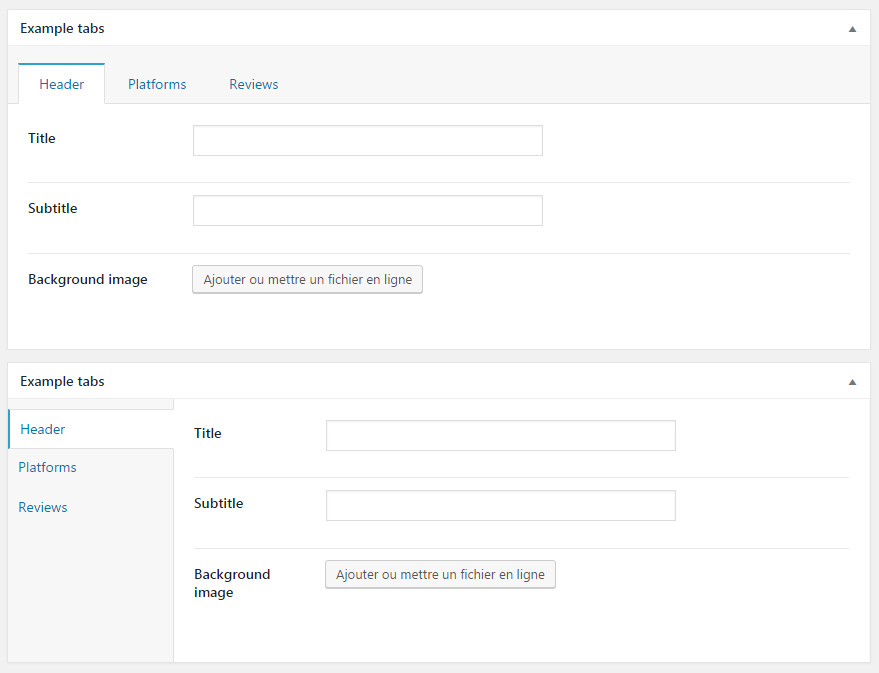 Example tabs
Header Platforms Reviews
Title
Subtitle
Background image Ajouter ou mettre un fichier en ligne
Example tabs
Header
Platforms
Reviews
Title
Subtitle
Background
image
Ajouter ou mettre un fichier en ligne